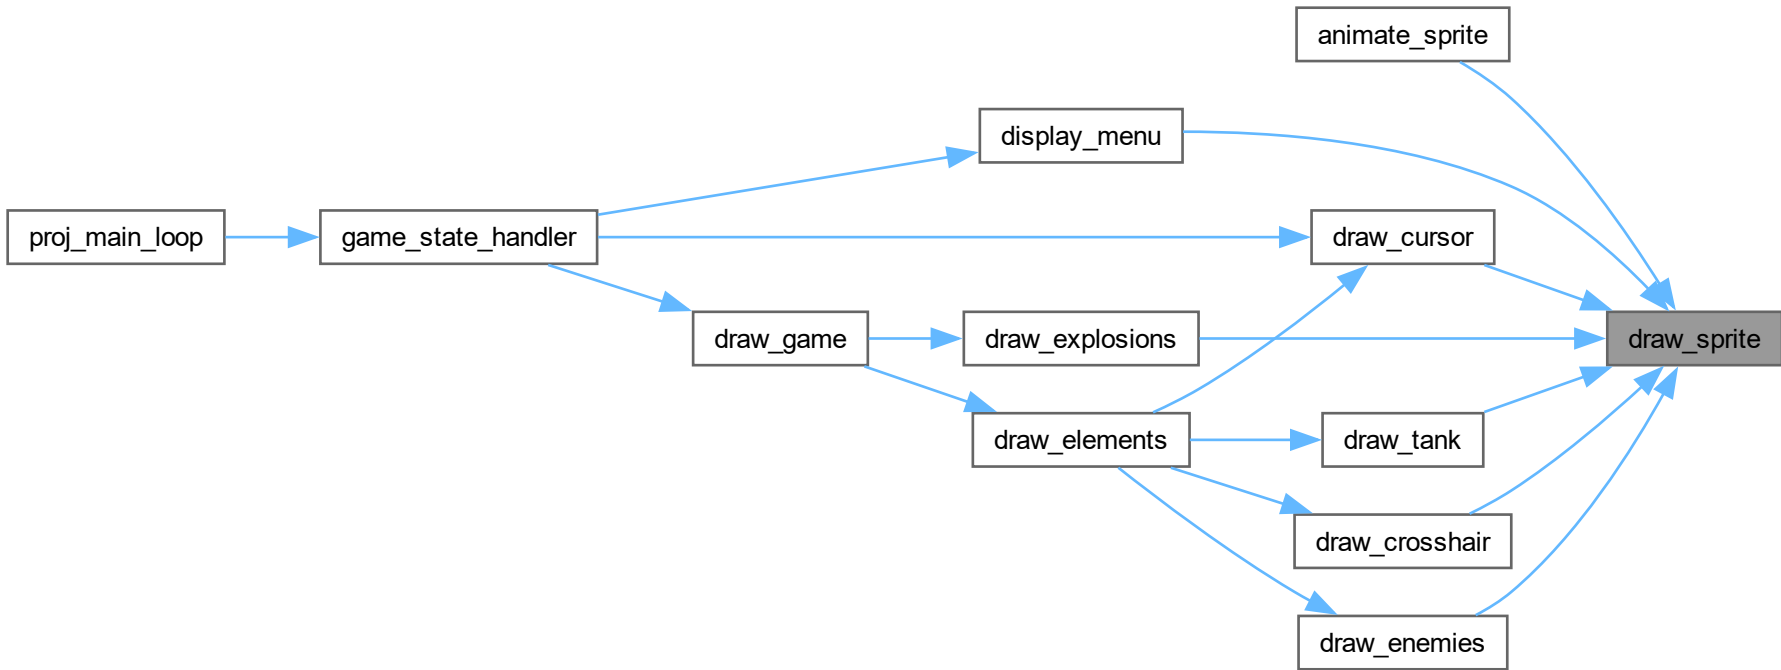 animate_sprite
display_menu
proj_main_loop
game_state_handler
draw_cursor
draw_game
draw_explosions
draw_sprite
draw_elements
draw_tank
draw_crosshair
draw_enemies